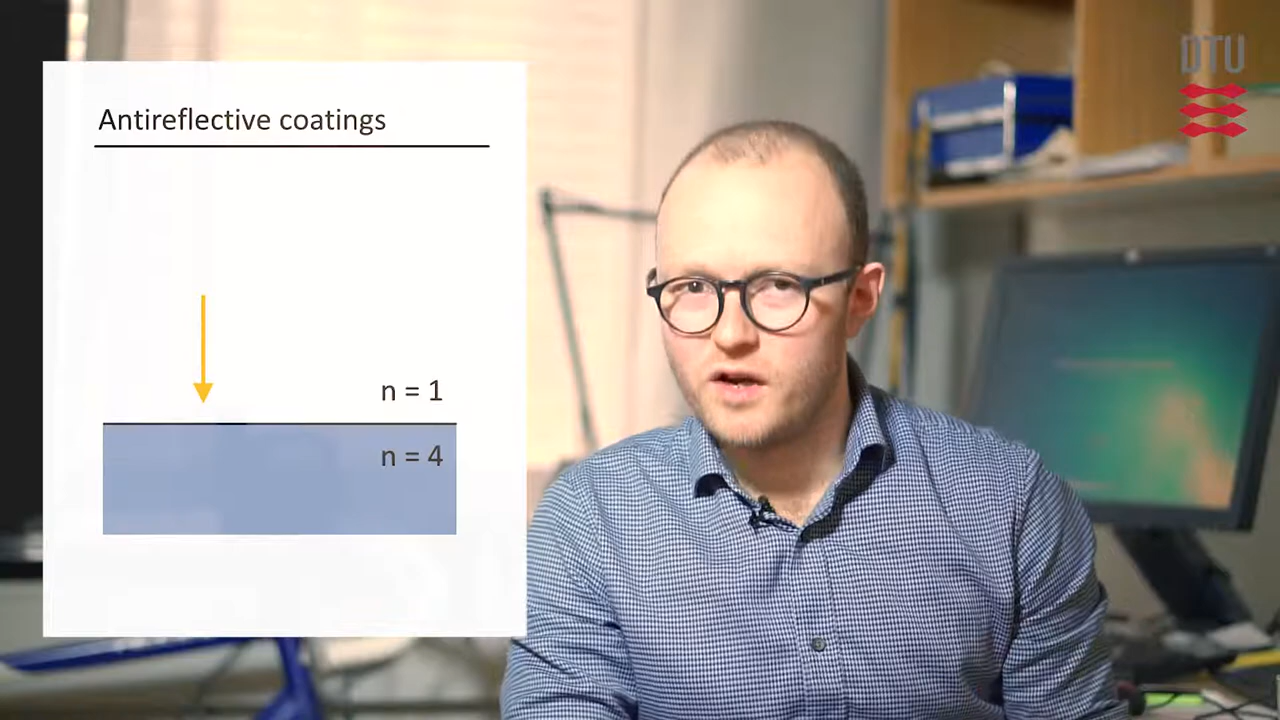 Antireflective coatings
n = 1
n = 4
DTU